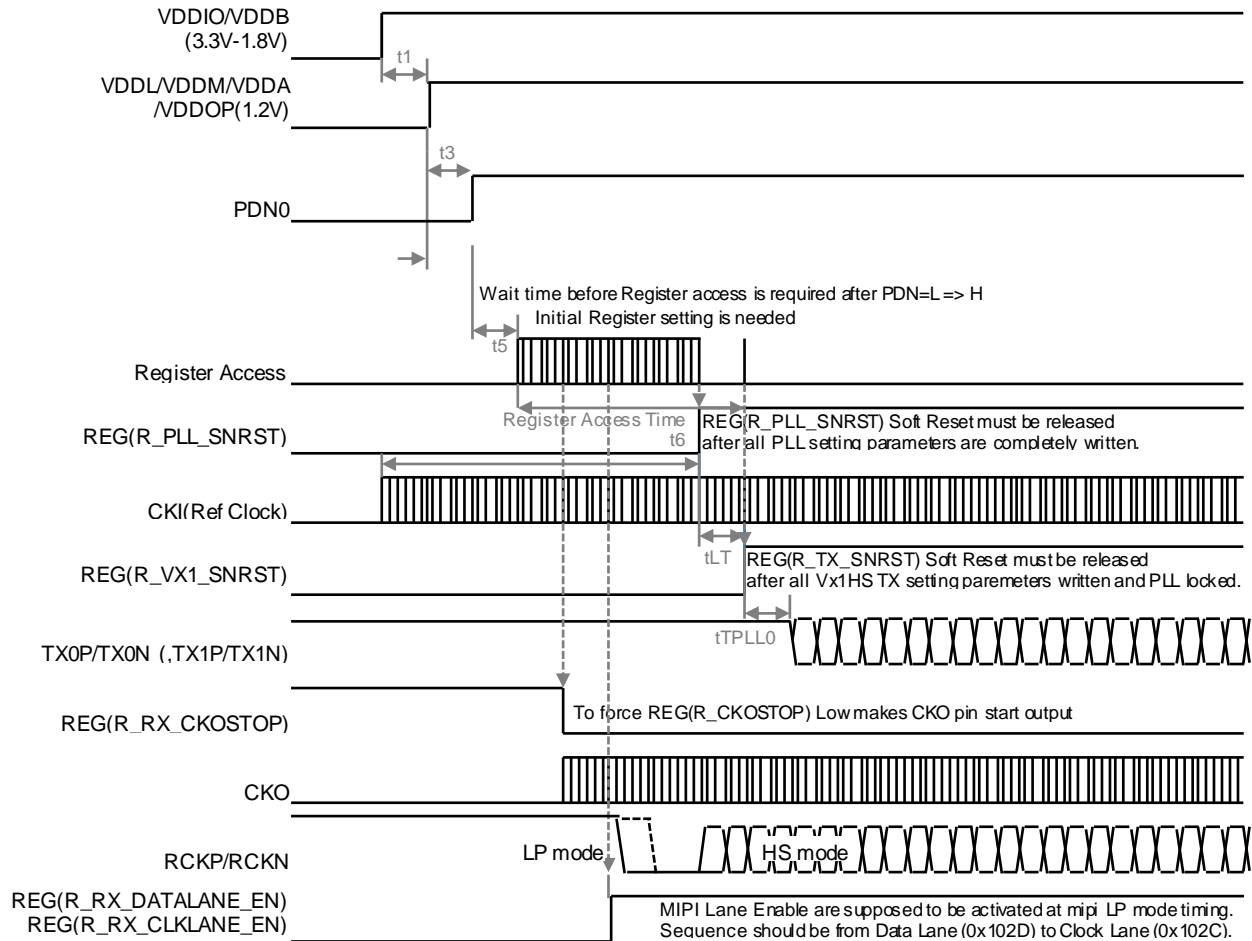 VDDIO/VDDB
(3.3V-1.8V)
t1
VDDL/VDDM/VDDA
/VDDOP(1.2V)
t3
PDN0
Wait time before Register access is required after PDN=L => H
Initial Register setting is needed
t5
Register Access
Register Access Time
t6
REG(R_PLL_SNRST)
REG(R_PLL_SNRST) Soft Reset must be released
after all PLL setting parameters are completely written.
CKI(Ref Clock)
tLT
REG(R_VX1_SNRST)
REG(R_TX_SNRST) Soft Reset must be released
after all Vx1HS TX setting paremeters written and PLL locked.
tTPLL0
TX0P/TX0N (,TX1P/TX1N)
REG(R_RX_CKOSTOP)
To force REG(R_CKOSTOP) Low makes CKO pin start output
CKO
RCKP/RCKN
LP mode
HS mode
REG(R_RX_DATALANE_EN)
REG(R_RX_CLKLANE_EN)
MIPI Lane Enable are supposed to be activated at mipi LP mode timing.
Sequence should be from Data Lane (0x102D) to Clock Lane (0x102C).